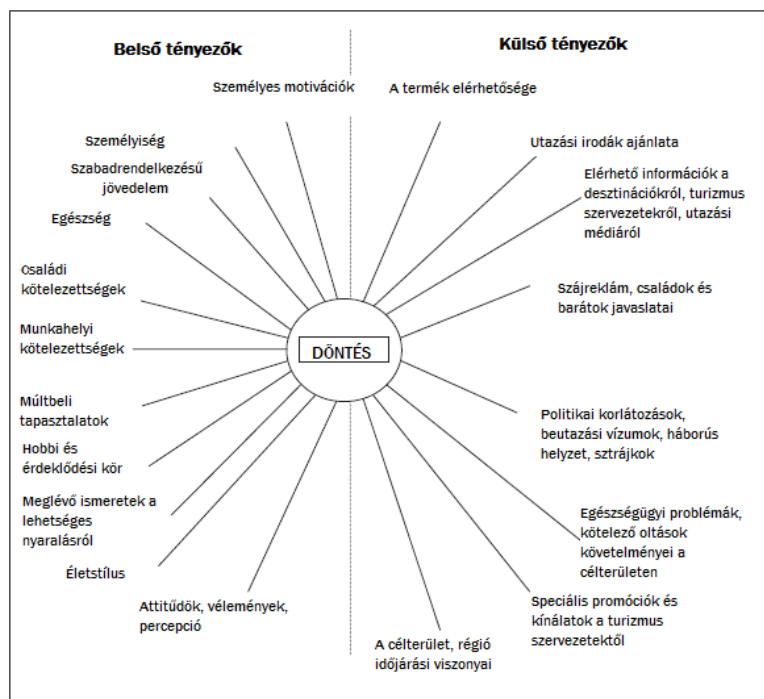 Belső tényezők
Személyes motivációk
Személyiség
Szabadrendelkezésű
jövedelem
Egészség
Családi
kötelezettségek
Munkahelyi
kötelezettségek
Múltbeli
tapasztalatok
Hobbi és
érdeklődési kör
Meglévő ismeretek a
lehetséges
nyaralásról
Életstílus
Attitűdök, vélemények,
percepció
DÖNTÉS
Külső tényezők
A termék elérhetősége
Utazási irodák ajánlata
Elérhető információk a
desztinációkról, turizmus
szervezetekről, utazási
médiáról
Szájreklám, családok és
barátok javaslatai
Politikai korlátozások,
beutazási vízumok, háborús
helyzet, sztrájkok
Egészségügyi problémák,
kötelező oltások
követelményei a
célterületen
Speciális promóciók és
kínálatok a turizmus
szervezetektől
A célterület, régió
időjárási viszonyai